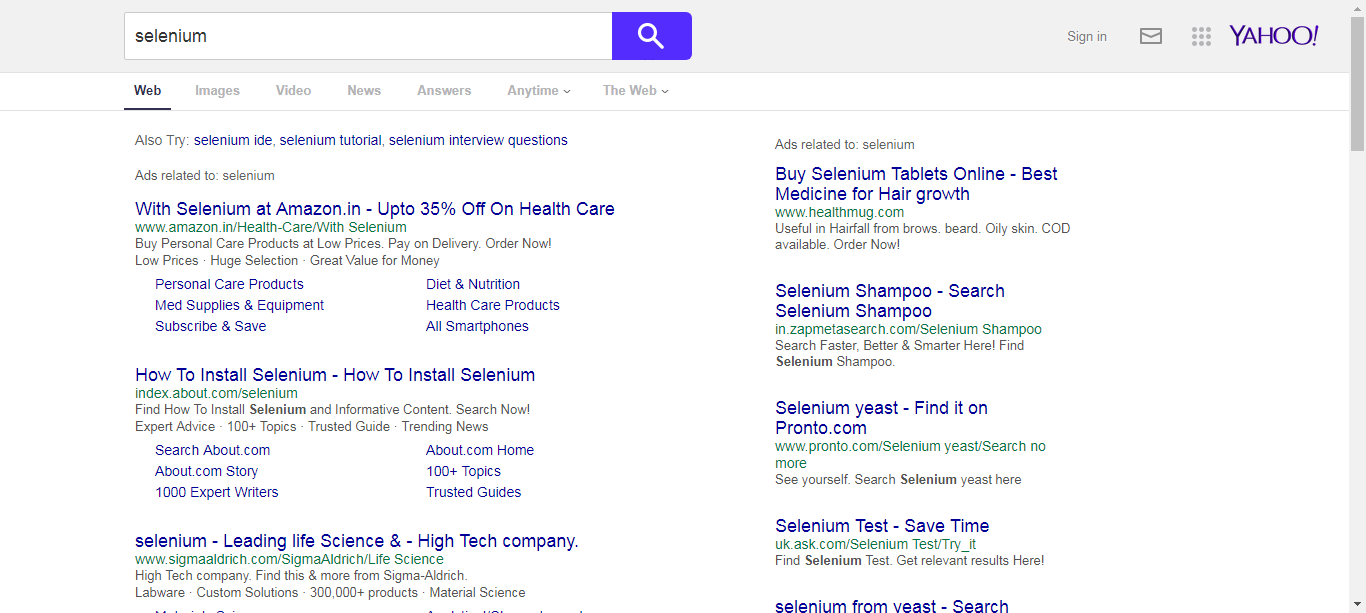 selenium
Sign in
YAHOO!
Web Images Video News Answers Anytime The Web
Also Try: selenium ide, selenium tutorial, selenium interview questions
Ads related to: selenium
With Selenium at Amazon.in - Upto 35% Off On Health Care
www.amazon.in/Health-Care/With Selenium
Buy Personal Care Products at Low Prices. Pay on Delivery. Order Now!
Low Prices · Huge Selection · Great Value for Money
Personal Care Products Diet & Nutrition
Med Supplies & Equipment Health Care Products
Subscribe & Save All Smartphones
How To Install Selenium - How To Install Selenium
index.about.com/selenium
Find How To Install Selenium and Informative Content. Search Now!
Expert Advice · 100+ Topics · Trusted Guide · Trending News
Search About.com About.com Home
About.com Story 100+ Topics
1000 Expert Writers Trusted Guides
selenium - Leading life Science & - High Tech company.
www.sigmaaldrich.com/SigmaAldrich/Life Science
High Tech company. Find this & more from Sigma-Aldrich.
Labware · Custom Solutions · 300,000+ products · Material Science
Ads related to: selenium
Buy Selenium Tablets Online - Best
Medicine for Hair growth
www.healthmug.com
Useful in Hairfall from brows. beard. Oily skin. COD
available. Order Now!
Selenium Shampoo - Search
Selenium Shampoo
in.zapmetasearch.com/Selenium Shampoo
Search Faster, Better & Smarter Here! Find
Selenium Shampoo.
Selenium yeast - Find it on
Pronto.com
www.pronto.com/Selenium yeast/Search no
more
See yourself. Search Selenium yeast here
Selenium Test - Save Time
uk.ask.com/Selenium Test/Try_it
Find Selenium Test. Get relevant results Here!
selenium from yeast - Search